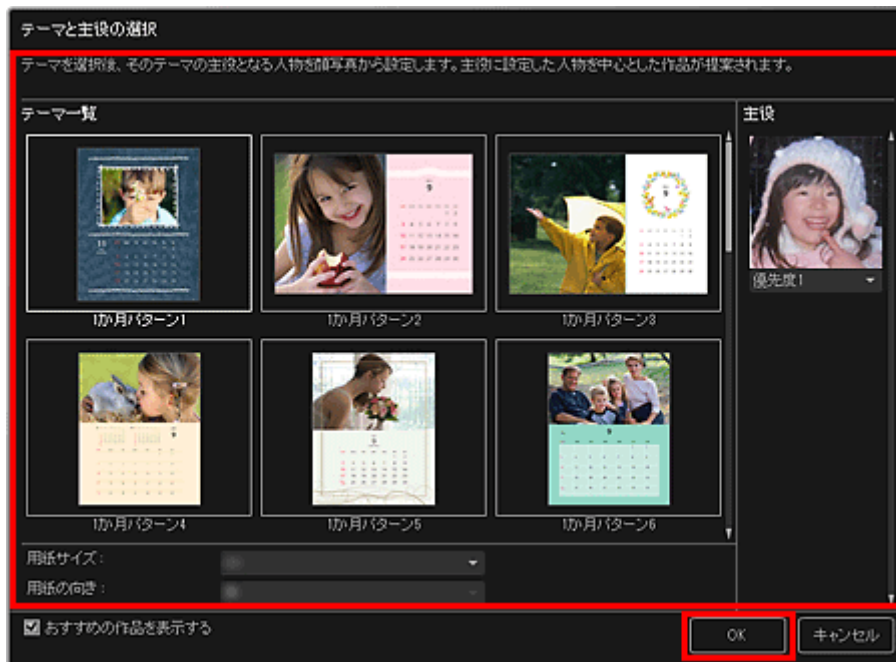 テーマと主役の選択
テーマを選択後、そのテーマの主役となる人物を顔写真から設定します。主役に設定した人物を中心とした作品が提案されます。
テーマ一覧
主役
優先度1
1か月パターン1
1か月パターン2
1か月パターン3
1か月パターン4
1か月パターン5
1か月パターン6
用紙サイズ：
用紙の向き：
おすすめの作品を表示する
OK
キャンセル